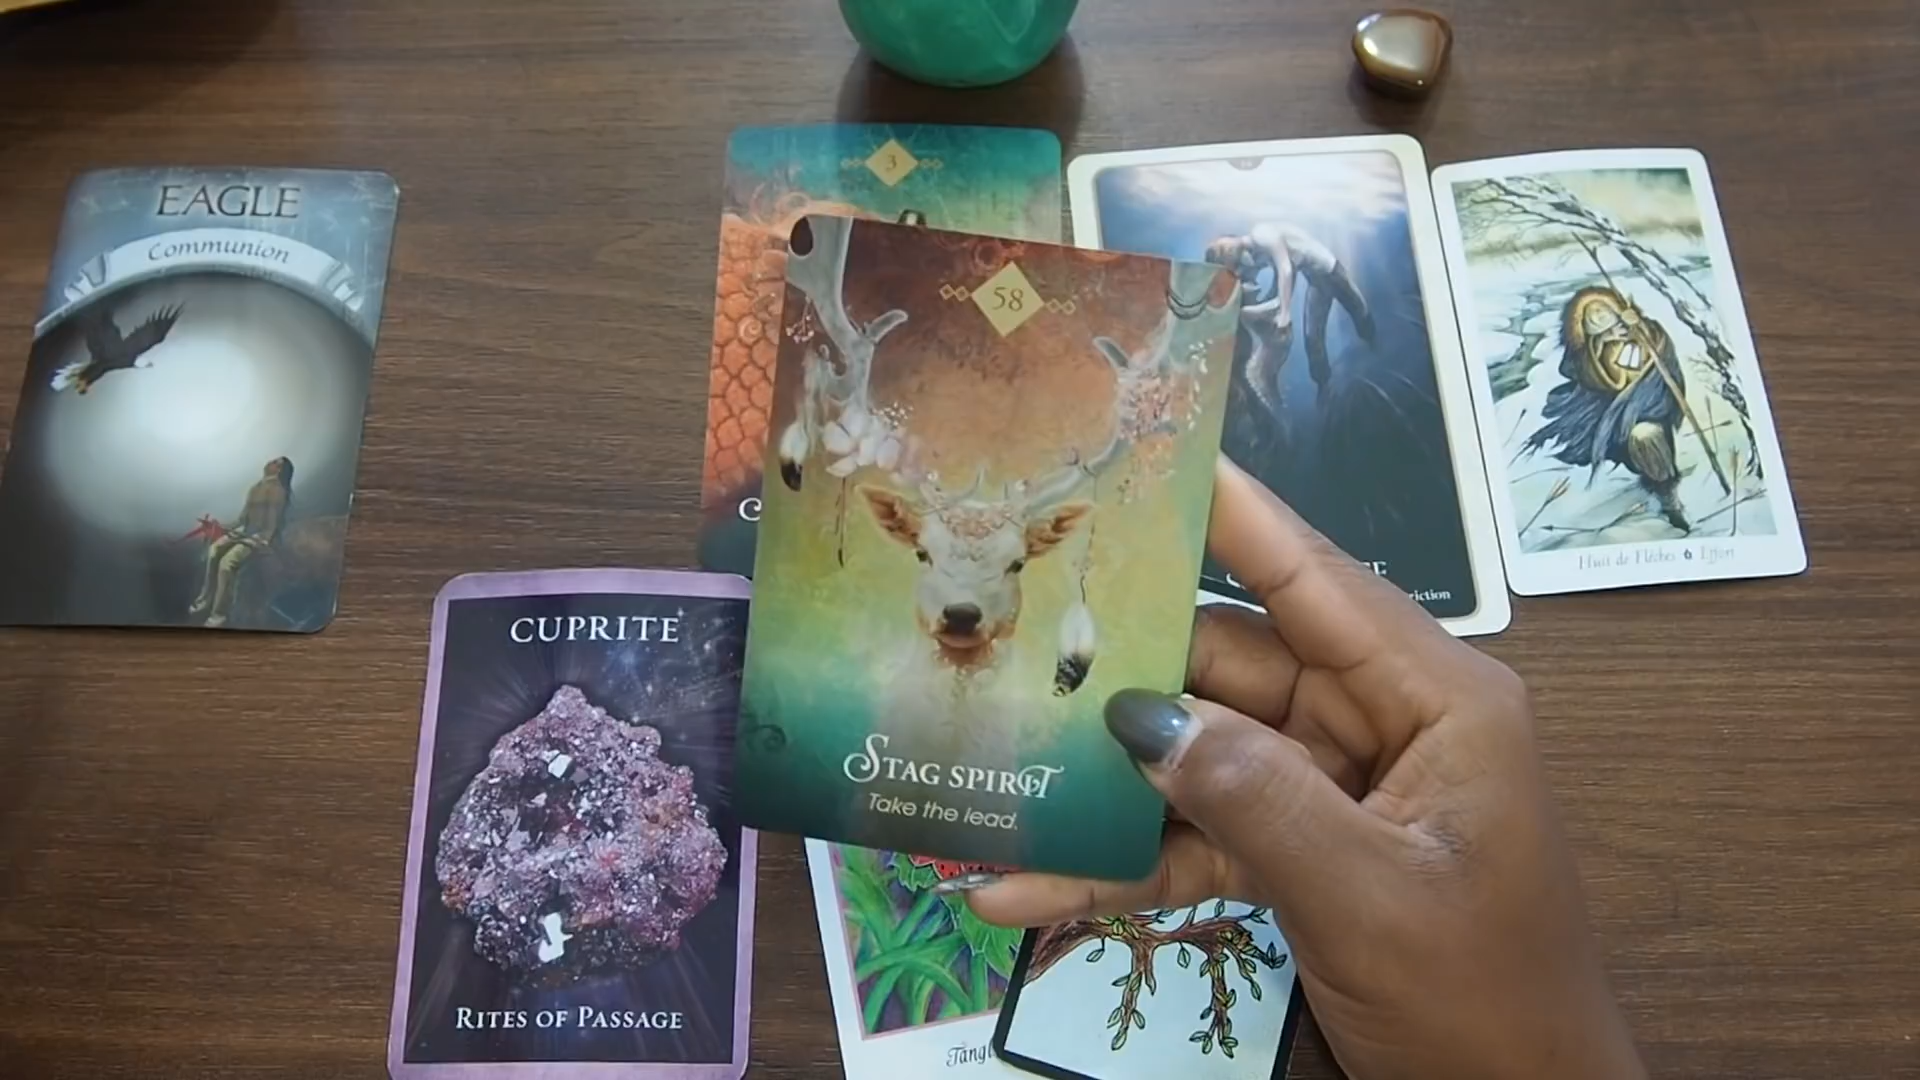 EAGLE
Communion
3
58
STAG SPIRIT
Take the lead.
CUPRITE
RITES OF PASSAGE
Huit de Flèches 6 Effort